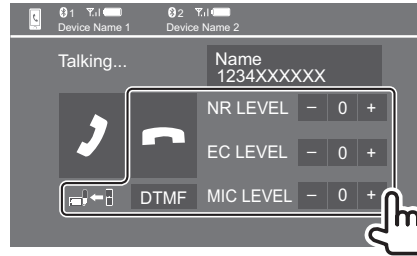 1
2
Device Name 1
Device Name 2
Talking...
Name
1234XXXXXX
NR LEVEL – 0 +
EC LEVEL – 0 +
DTMF
MIC LEVEL – 0 +
m